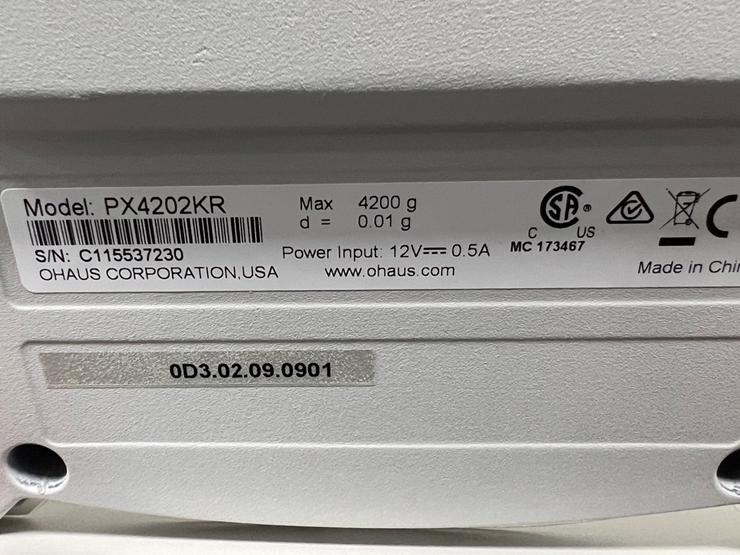 Model: PX4202KR
Max 4200 g
d = 0.01 g
S/N: C115537230
OHAUS CORPORATION,USA
Power Input: 12V⎓ 0.5A
www.ohaus.com
SA®
C US
MC 173467
Made in Chi
0D3.02.09.0901